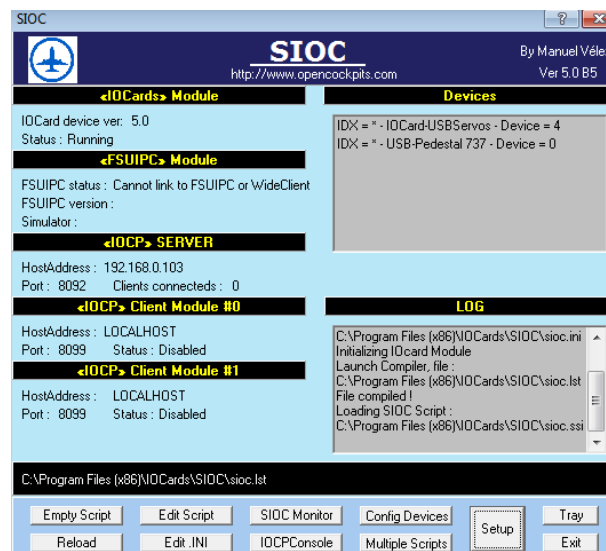 SIOC
SIOC
http://www.opencockpits.com
By Manuel Véle
Ver 5.0 B5
«IOCards» Module
IOCard device ver: 5.0
Status : Running
«FSUIPC» Module
FSUIPC status : Cannot link to FSUIPC or WideClient
FSUIPC version :
Simulator :
«IOCP» SERVER
HostAddress : 192.168.0.103
Port : 8092 Clients connecteds : 0
«IOCP» Client Module #0
HostAddress : LOCALHOST
Port : 8099 Status : Disabled
«IOCP» Client Module #1
HostAddress : LOCALHOST
Port : 8099 Status : Disabled
Devices
IDX = * - IOCard-USBServos - Device = 4
IDX = * - USB-Pedestal 737 - Device = 0
LOG
C:\Program Files (x86)\IOCards\SIOC\sioc.ini
Initializing IOcard Module
Launch Compiler, file :
C:\Program Files (x86)\IOCards\SIOC\sioc.lst
File compiled !
Loading SIOC Script :
C:\Program Files (x86)\IOCards\SIOC\sioc.ssi
C:\Program Files (x86)\IOCards\SIOC\sioc.lst
Empty Script Edit Script SIOC Monitor Config Devices Setup Tray
Reload Edit .INI IOCPConsole Multiple Scripts Exit